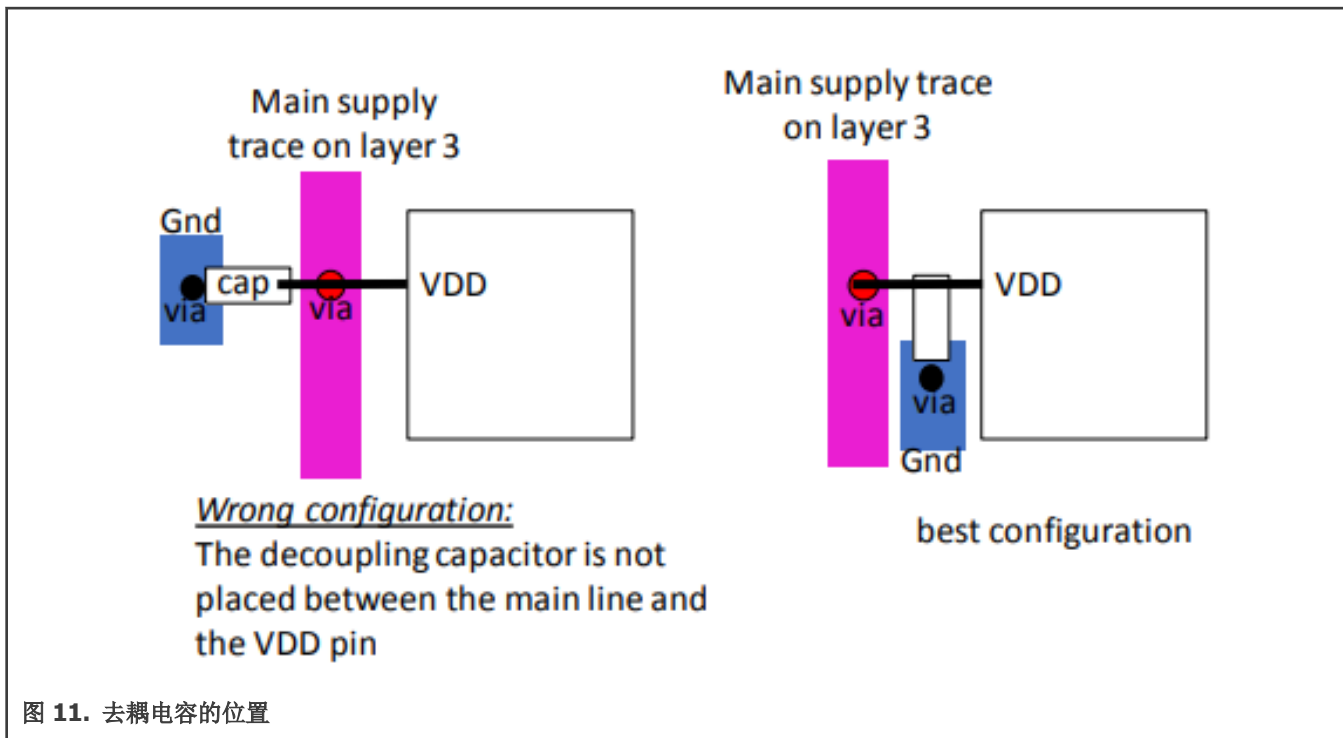 Main supply
trace on layer 3
Gnd
cap
via
via
VDD
Wrong configuration:
The decoupling capacitor is not
placed between the main line and
the VDD pin
Main supply trace
on layer 3
VDD
via
via
Gnd
best configuration
图 11. 去耦电容的位置